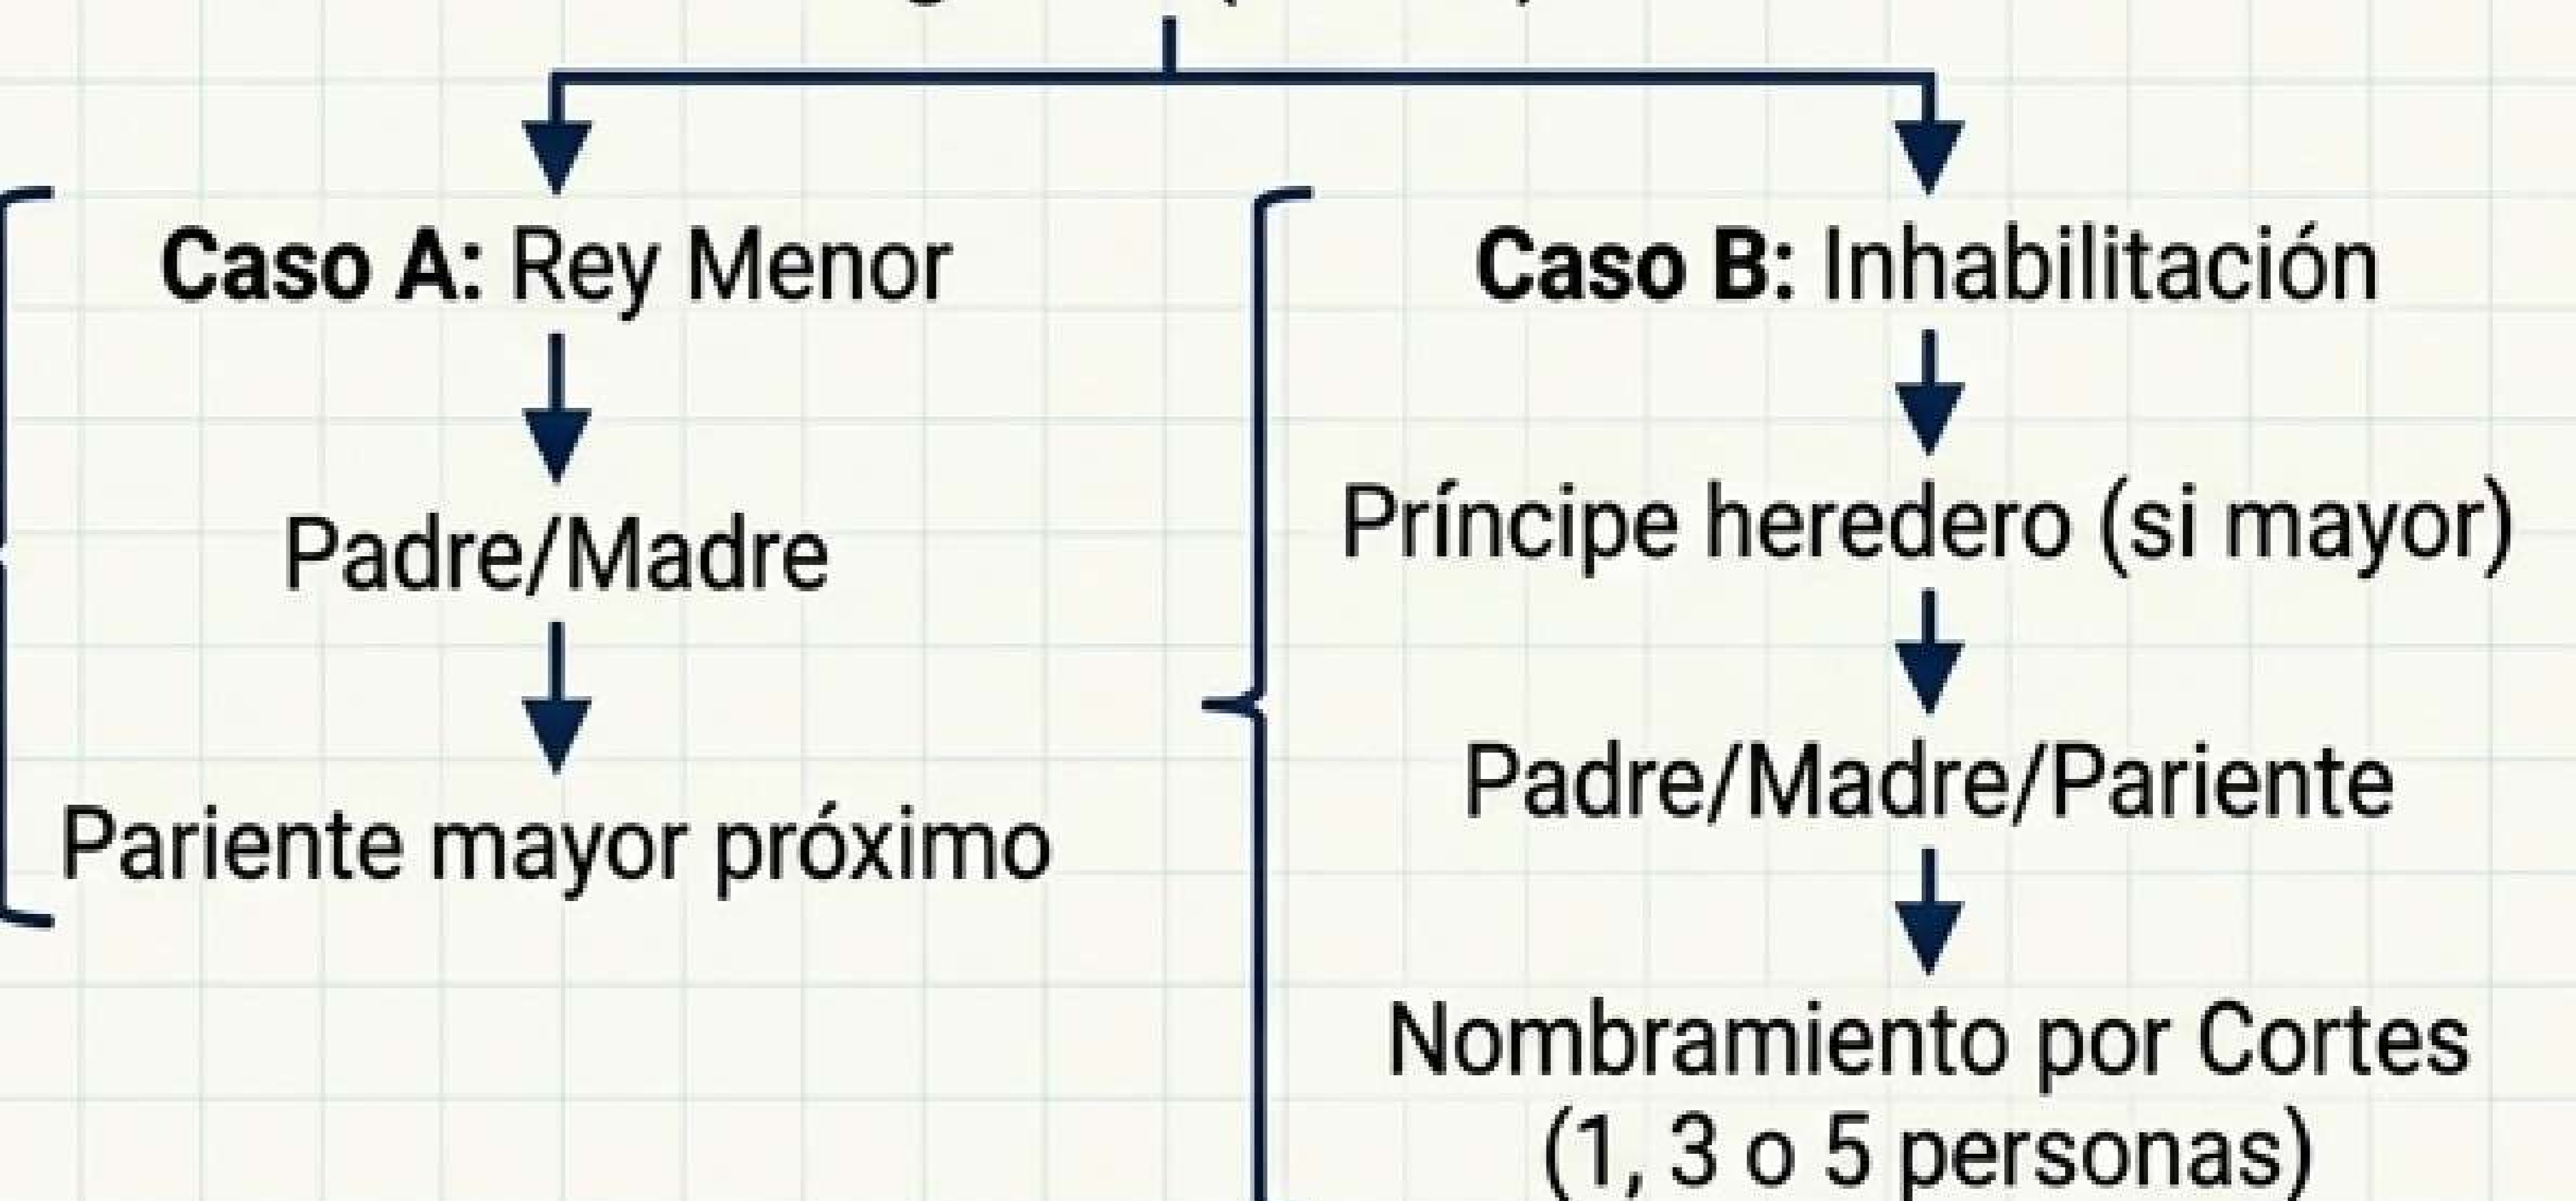 Caso A: Rey Menor
Padre/Madre
Pariente mayor próximo
Caso B: Inhabilitación
Príncipe heredero (si mayor)
Padre/Madre/Pariente
Nombramiento por Cortes
(1, 3 o 5 personas)